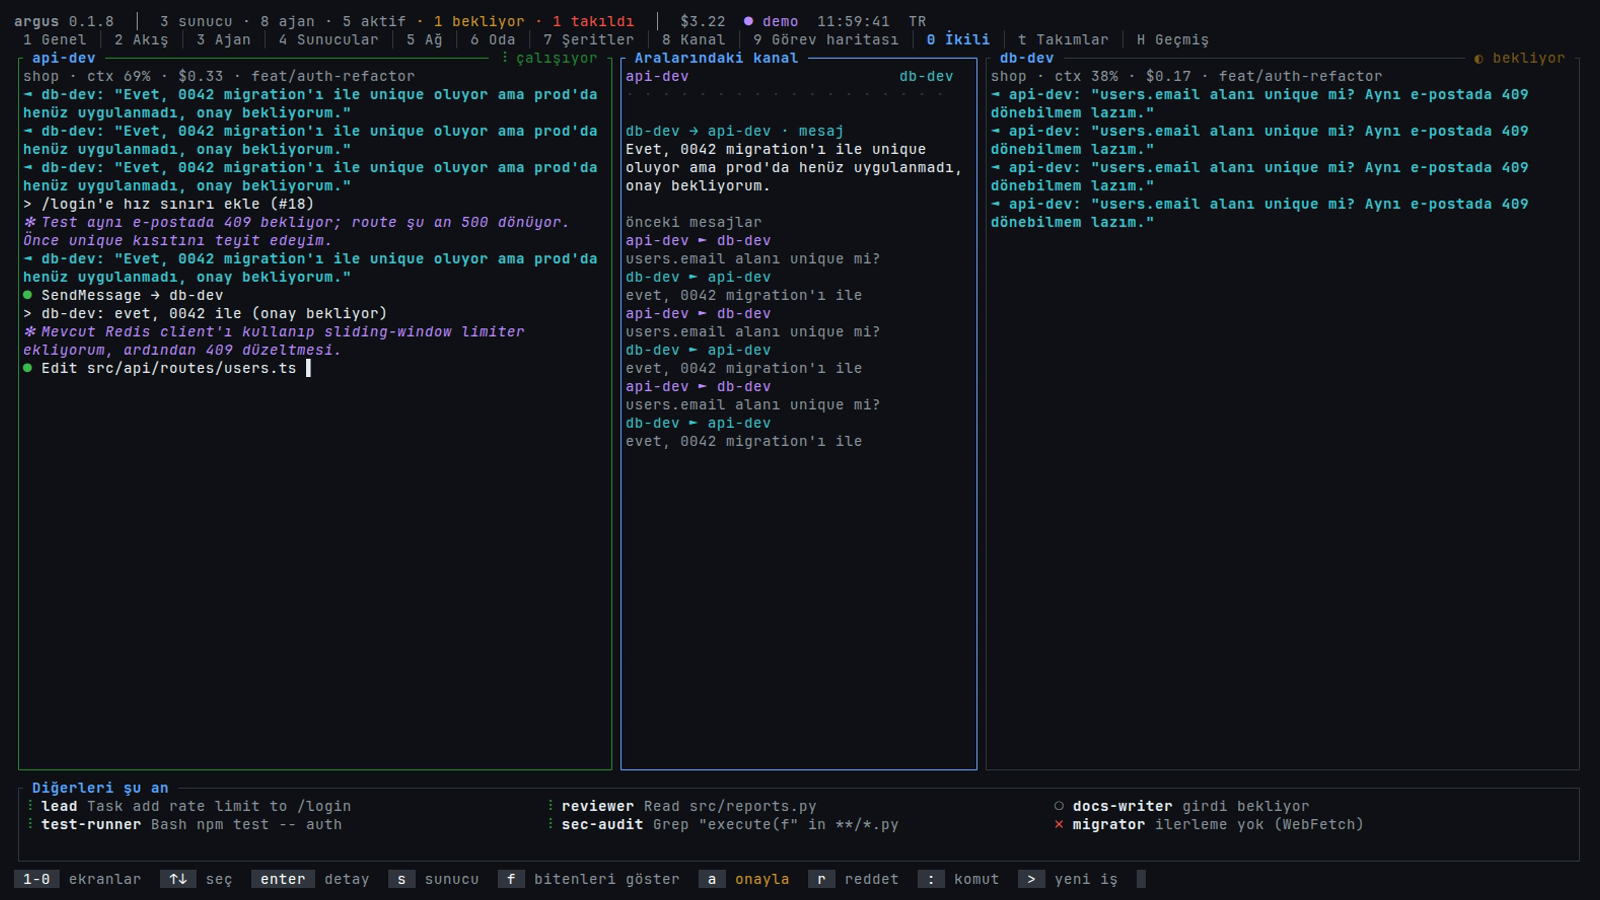 argus 0.1.8 │ 3 sunucu · 8 ajan · 5 aktif · 1 bekliyor · 1 takıldı │ $3.22 ● demo 11:59:41 TR
1 Genel │ 2 Akış │ 3 Ajan │ 4 Sunucular │ 5 Ağ │ 6 Oda │ 7 Şeritler │ 8 Kanal │ 9 Görev haritası │ 0 İkili │ t Takımlar │ H Geçmiş
api-dev ⋮ çalışıyor
shop · ctx 69% · $0.33 · feat/auth-refactor
◄ db-dev: "Evet, 0042 migration'ı ile unique oluyor ama prod'da
henüz uygulanmadı, onay bekliyorum."
◄ db-dev: "Evet, 0042 migration'ı ile unique oluyor ama prod'da
henüz uygulanmadı, onay bekliyorum."
◄ db-dev: "Evet, 0042 migration'ı ile unique oluyor ama prod'da
henüz uygulanmadı, onay bekliyorum."
> /login'e hız sınırı ekle (#18)
✻ Test aynı e-postada 409 bekliyor; route şu an 500 dönüyor.
Önce unique kısıtını teyit edeyim.
◄ db-dev: "Evet, 0042 migration'ı ile unique oluyor ama prod'da
henüz uygulanmadı, onay bekliyorum."
● SendMessage → db-dev
> db-dev: evet, 0042 ile (onay bekliyor)
✻ Mevcut Redis client'ı kullanıp sliding-window limiter
ekliyorum, ardından 409 düzeltmesi.
● Edit src/api/routes/users.ts
Aralarındaki kanal
api-dev db-dev
db-dev → api-dev · mesaj
Evet, 0042 migration'ı ile unique
oluyor ama prod'da henüz uygulanmadı,
onay bekliyorum.
önceki mesajlar
api-dev ► db-dev
users.email alanı unique mi?
db-dev ► api-dev
evet, 0042 migration'ı ile
api-dev ► db-dev
users.email alanı unique mi?
db-dev ► api-dev
evet, 0042 migration'ı ile
api-dev ► db-dev
users.email alanı unique mi?
db-dev ► api-dev
evet, 0042 migration'ı ile
db-dev ◐ bekliyor
shop · ctx 38% · $0.17 · feat/auth-refactor
◄ api-dev: "users.email alanı unique mi? Aynı e-postada 409
dönebilmem lazım."
◄ api-dev: "users.email alanı unique mi? Aynı e-postada 409
dönebilmem lazım."
◄ api-dev: "users.email alanı unique mi? Aynı e-postada 409
dönebilmem lazım."
◄ api-dev: "users.email alanı unique mi? Aynı e-postada 409
dönebilmem lazım."
Diğerleri şu an
⋮ lead Task add rate limit to /login ⋮ reviewer Read src/reports.py ○ docs-writer girdi bekliyor
⋮ test-runner Bash npm test -- auth ⋮ sec-audit Grep "execute(f" in **/*.py ✕ migrator ilerleme yok (WebFetch)
1-0 ekranlar ↑↓ seç enter detay s sunucu f bitenleri göster a onayla r reddet : komut > yeni iş